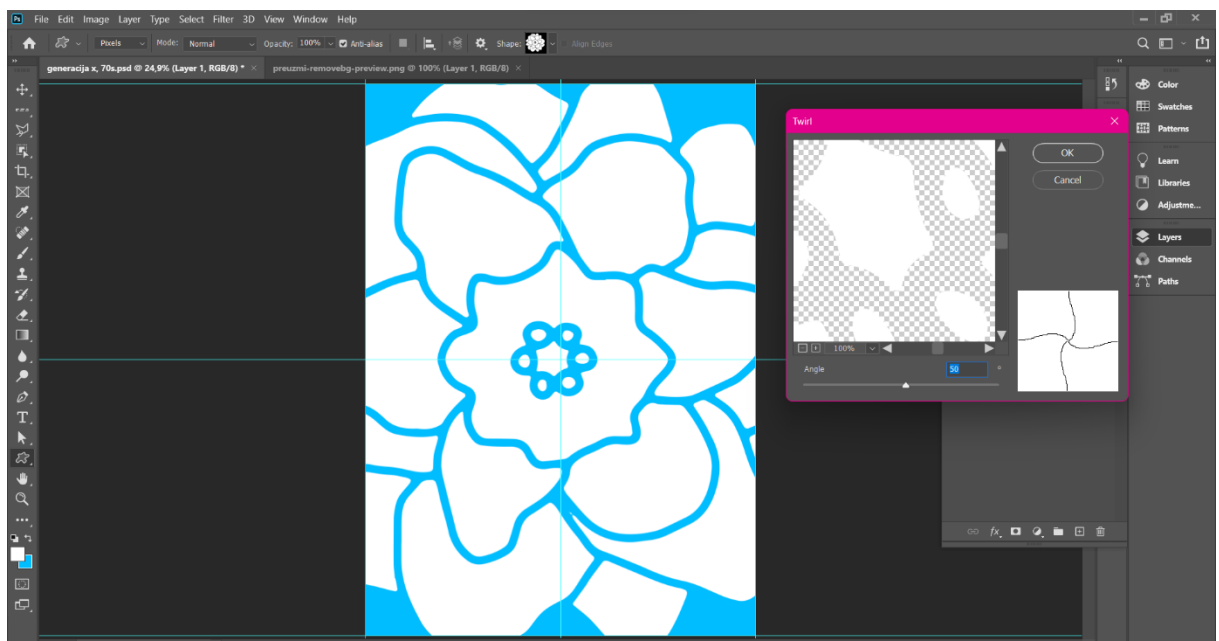 Ps File Edit Image Layer Type Select Filter 3D View Window Help
Pixels Mode: Normal Opacity: 100% Anti-alias Shape: Align Edges
generacija x, 70s.psd @ 24,9% (Layer 1, RGB/8) * × preuzmi-removebg-preview.png @ 100% (Layer 1, RGB/8) ×
Color
Swatches
Patterns
Learn
Libraries
Adjustme...
Layers
Channels
Paths
Twirl
OK
Cancel
100%
Angle 50 °
fx